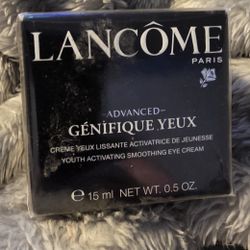 LANCÔME
PARIS
ADVANCED
GÉNIFIQUE YEUX
CRÈME YEUX LISSANTE ACTIVATRICE DE JEUNESSE
YOUTH ACTIVATING SMOOTHING EYE CREAM
℮ 15 ml NET WT. 0.5 OZ.